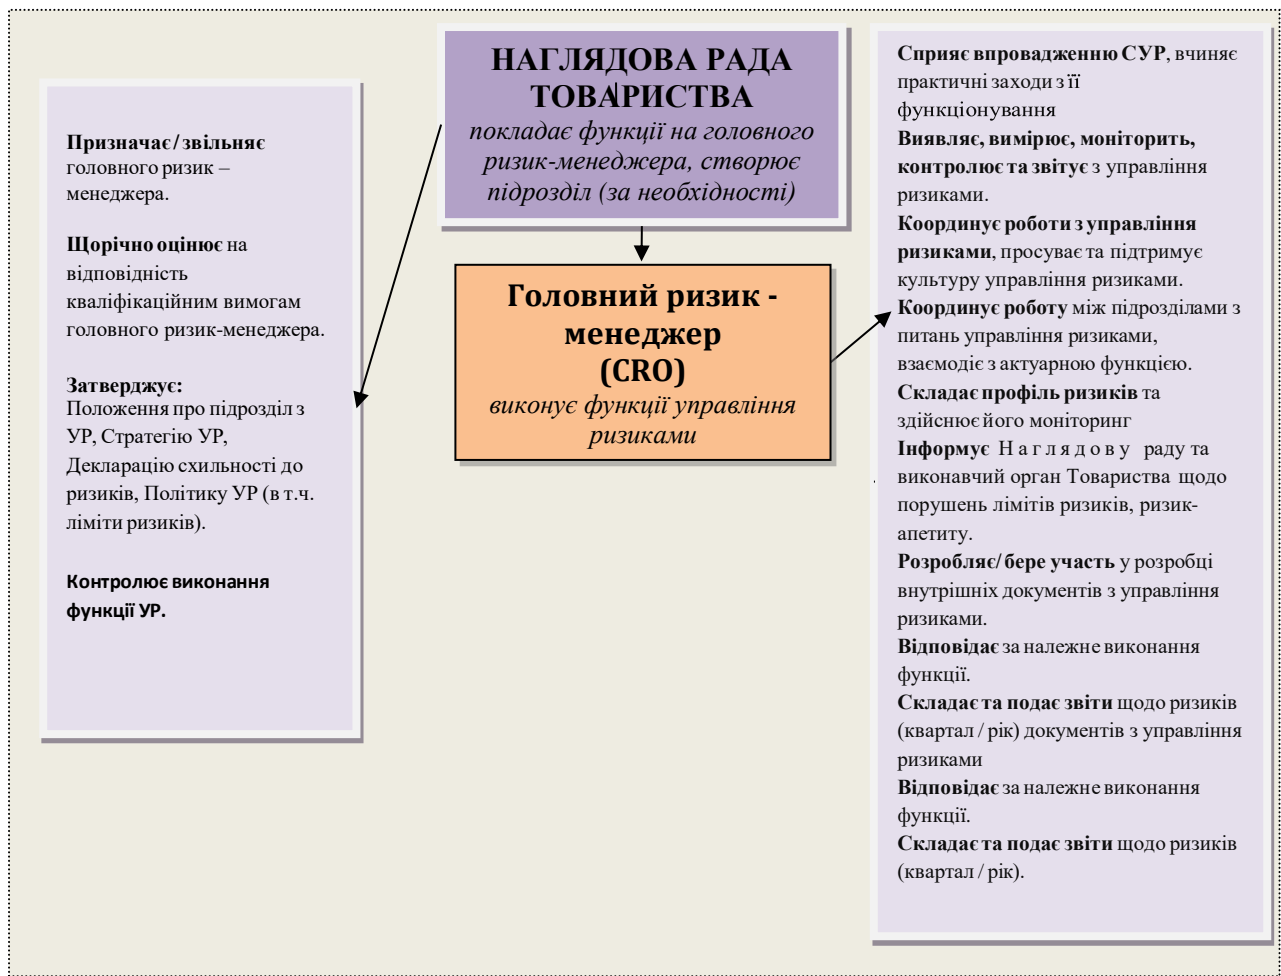 НАГЛЯДОВА РАДА
ТОВАРИСТВА
покладає функції на головного
ризик-менеджера, створює
підрозділ (за необхідності)
Призначає / звільняє
головного ризик –
менеджера.
Щорічно оцінює на
відповідність
кваліфікаційним вимогам
головного ризик-менеджера.
Затверджує:
Положення про підрозділ з
УР, Стратегію УР,
Декларацію схильності до
ризиків, Політику УР (в т.ч.
ліміти ризиків).
Контролює виконання
функції УР.
Головний ризик -
менеджер
(CRO)
виконує функції управління
ризиками
Сприяє впровадженню СУР, вчиняє
практичні заходи з її
функціонування
Виявляє, вимірює, моніторить,
контролює та звітує з управління
ризиками.
Координує роботи з управління
ризиками, просуває та підтримує
культуру управління ризиками.
Координує роботу між підрозділами з
питань управління ризиками,
взаємодіє з актуарною функцією.
Складає профіль ризиків та
здійснює його моніторинг
Інформує Наглядову раду та
виконавчий орган Товариства щодо
порушень лімітів ризиків, ризик-
апетиту.
Розробляє/ бере участь у розробці
внутрішніх документів з управління
ризиками.
Відповідає за належне виконання
функції.
Складає та подає звіти щодо ризиків
(квартал / рік) документів з управління
ризиками
Відповідає за належне виконання
функції.
Складає та подає звіти щодо ризиків
(квартал / рік).